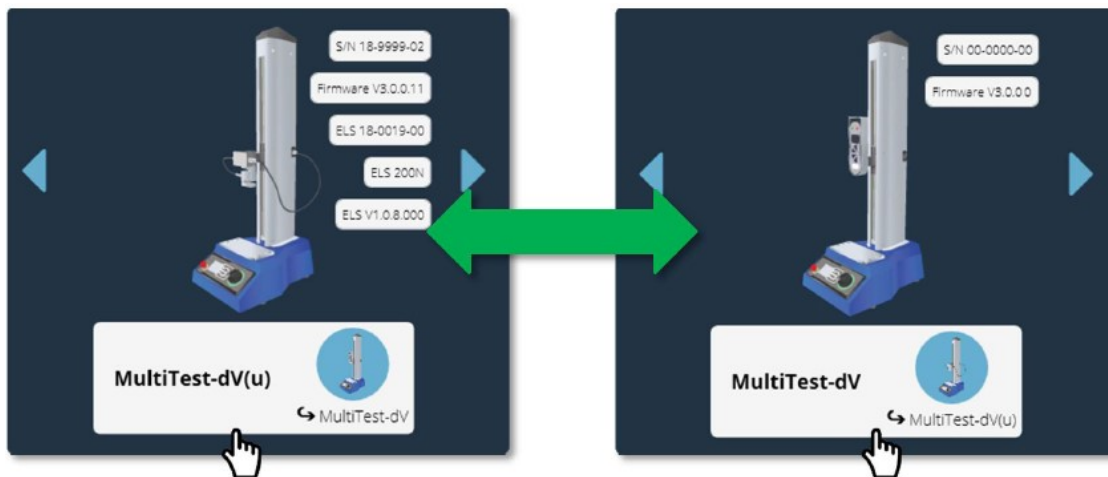 S/N 18-9999-02
Firmware V3.0.0.11
ELS 18-0019-00
ELS 200N
ELS V1.0.8.000
MultiTest-dV(u)
MultiTest-dV
S/N 00-0000-00
Firmware V3.0.0.0
MultiTest-dV
MultiTest-dV(u)